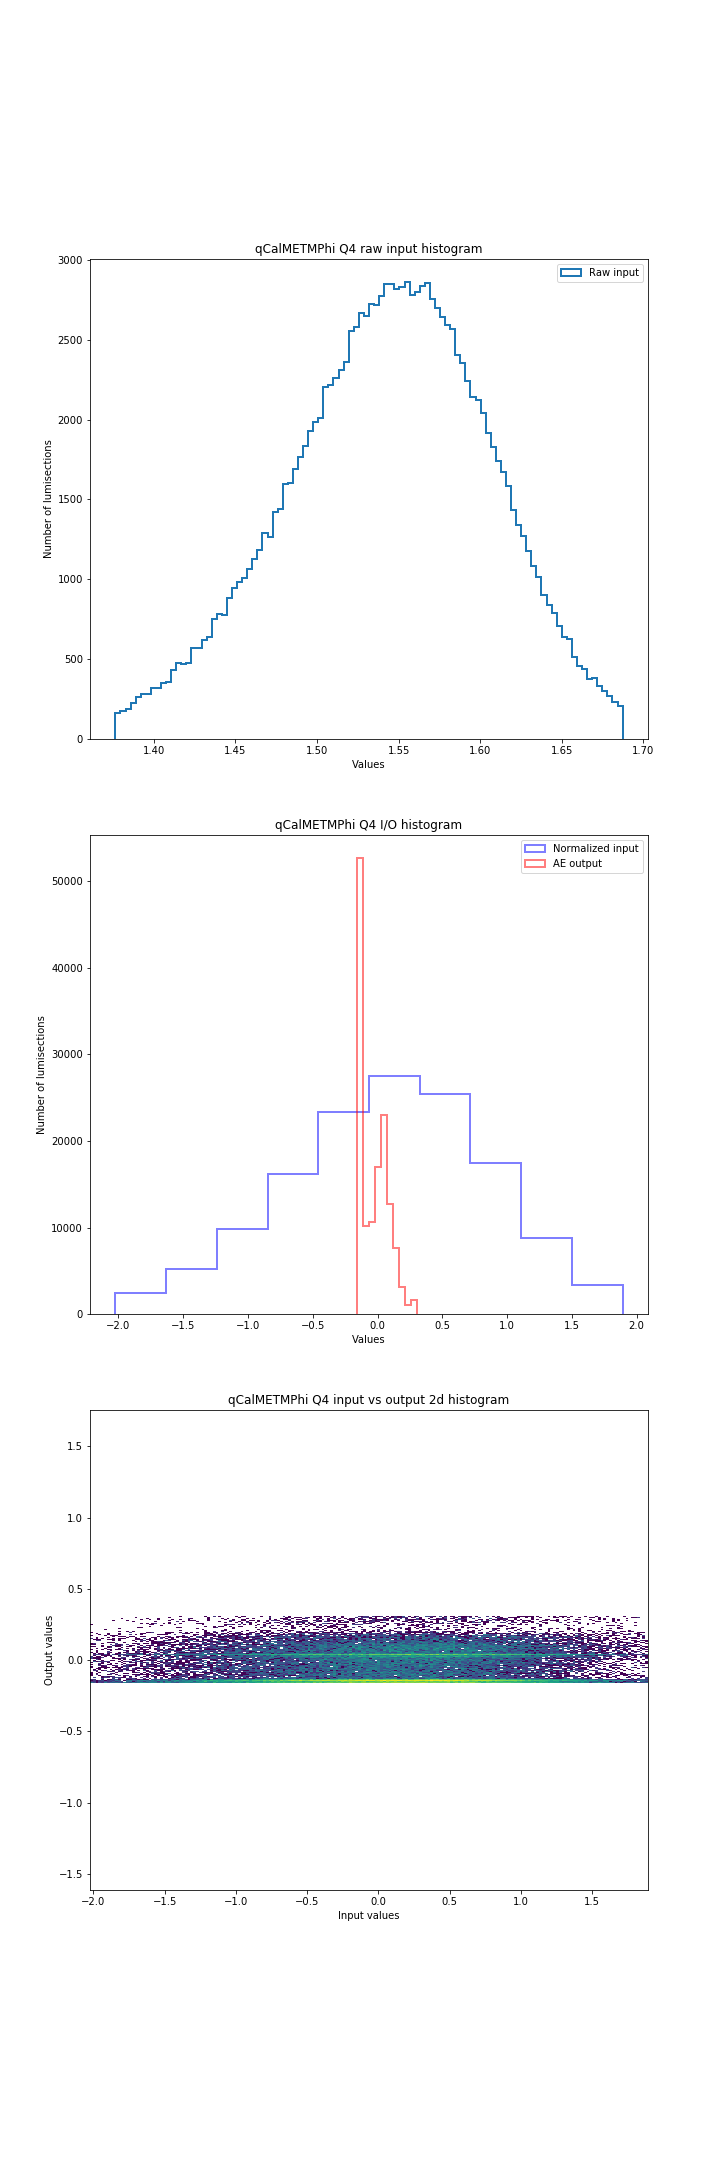 qCalMETMPhi Q4 raw input histogram
3000
2500
2000
1500
1000
500
0
Number of lumisections
Raw input
1.40 1.45 1.50 1.55 1.60 1.65 1.70
Values
qCalMETMPhi Q4 I/O histogram
50000
40000
30000
20000
10000
0
Number of lumisections
Normalized input
AE output
−2.0 −1.5 −1.0 −0.5 0.0 0.5 1.0 1.5 2.0
Values
qCalMETMPhi Q4 input vs output 2d histogram
1.5
1.0
0.5
0.0
−0.5
−1.0
−1.5
Output values
−2.0 −1.5 −1.0 −0.5 0.0 0.5 1.0 1.5
Input values